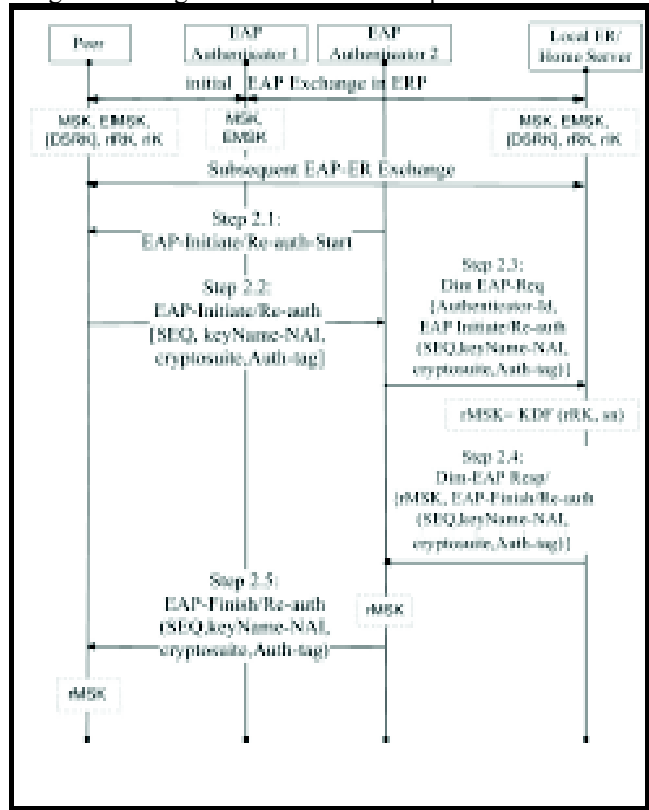 Peer
EAP
Authenticator 1
EAP
Authenticator 2
Local ER/
Home Server
initial EAP Exchange in ERP
MSK, EMSK,
[DSRK], rRK, rIK
MSK,
EMSK
MSK, EMSK,
[DSRK], rRK, rIK
Subsequent EAP-ER Exchange
Step 2.1:
EAP-Initiate/Re-auth-Start
Step 2.2:
EAP-Initiate/Re-auth
[SEQ, keyName-NAI,
cryptosuite,Auth-tag]
Step 2.3:
Dim EAP-Req
[Authenticator-Id,
EAP Initiate/Re-auth
(SEQ,keyName-NAI,
cryptosuite,Auth-tag)]
rMSK= KDF (rRK, sn)
Step 2.4:
Dim-EAP Resp/
[rMSK, EAP-Finish/Re-auth
(SEQ,keyName-NAI,
cryptosuite,Auth-tag)]
Step 2.5:
EAP-Finish/Re-auth
(SEQ,keyName-NAI,
cryptosuite,Auth-tag)
rMSK
rMSK